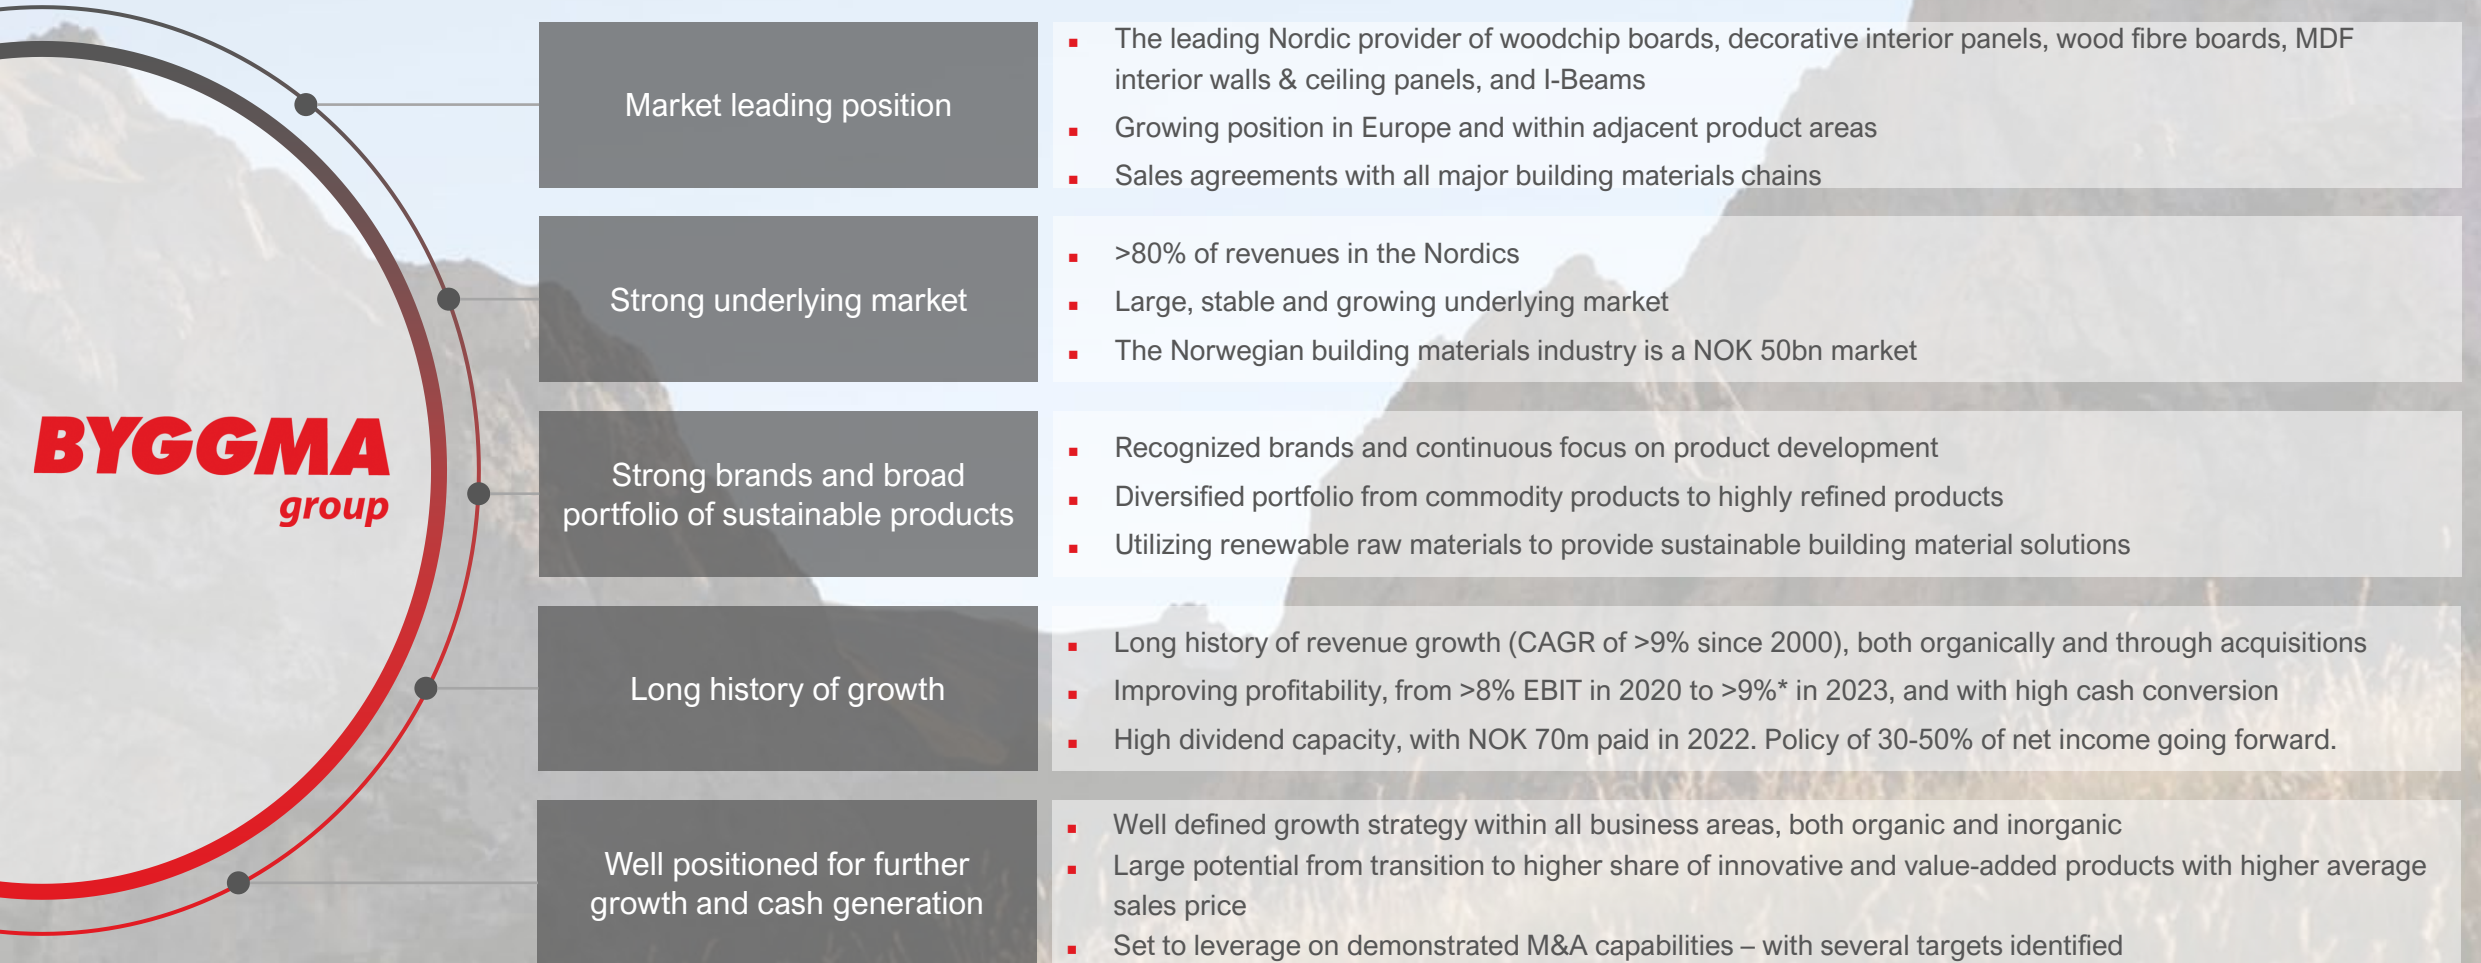 BYGGMA
group
Market leading position
▪ The leading Nordic provider of woodchip boards, decorative interior panels, wood fibre boards, MDF
interior walls & ceiling panels, and I-Beams
▪ Growing position in Europe and within adjacent product areas
▪ Sales agreements with all major building materials chains
Strong underlying market
▪ >80% of revenues in the Nordics
▪ Large, stable and growing underlying market
▪ The Norwegian building materials industry is a NOK 50bn market
Strong brands and broad
portfolio of sustainable products
▪ Recognized brands and continuous focus on product development
▪ Diversified portfolio from commodity products to highly refined products
▪ Utilizing renewable raw materials to provide sustainable building material solutions
Long history of growth
▪ Long history of revenue growth (CAGR of >9% since 2000), both organically and through acquisitions
▪ Improving profitability, from >8% EBIT in 2020 to >9%* in 2023, and with high cash conversion
▪ High dividend capacity, with NOK 70m paid in 2022. Policy of 30-50% of net income going forward.
Well positioned for further
growth and cash generation
▪ Well defined growth strategy within all business areas, both organic and inorganic
▪ Large potential from transition to higher share of innovative and value-added products with higher average
sales price
▪ Set to leverage on demonstrated M&A capabilities – with several targets identified